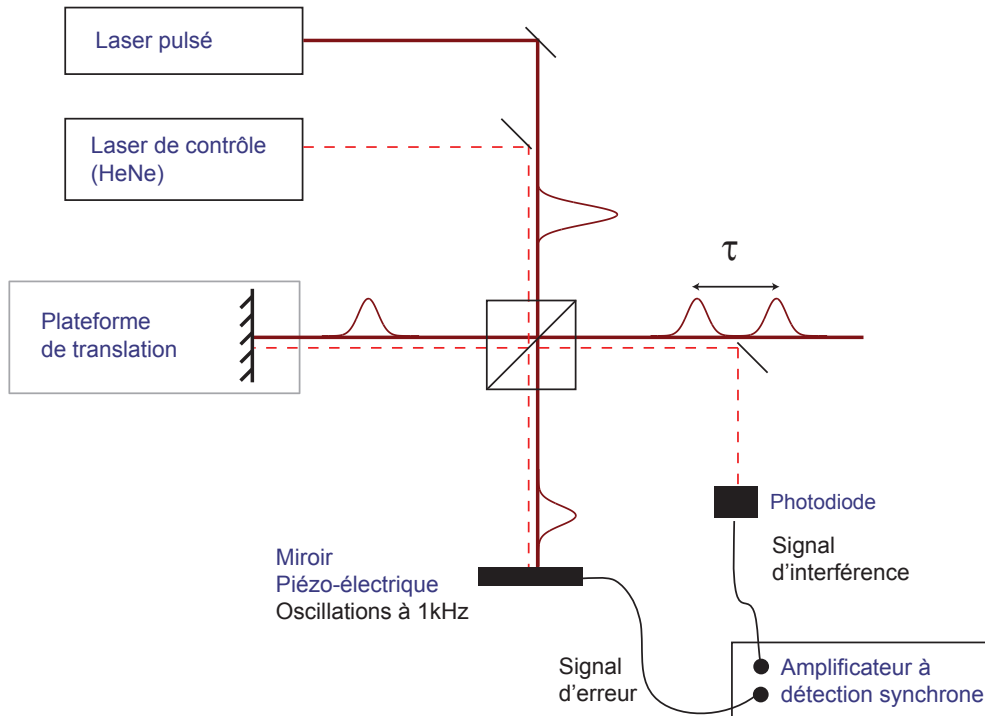 Laser pulsé
Laser de contrôle
(HeNe)
τ
Plateforme
de translation
Photodiode
Signal
d'interférence
Miroir
Piézo-électrique
Oscillations à 1kHz
Signal
d'erreur
Amplificateur à
détection synchrone